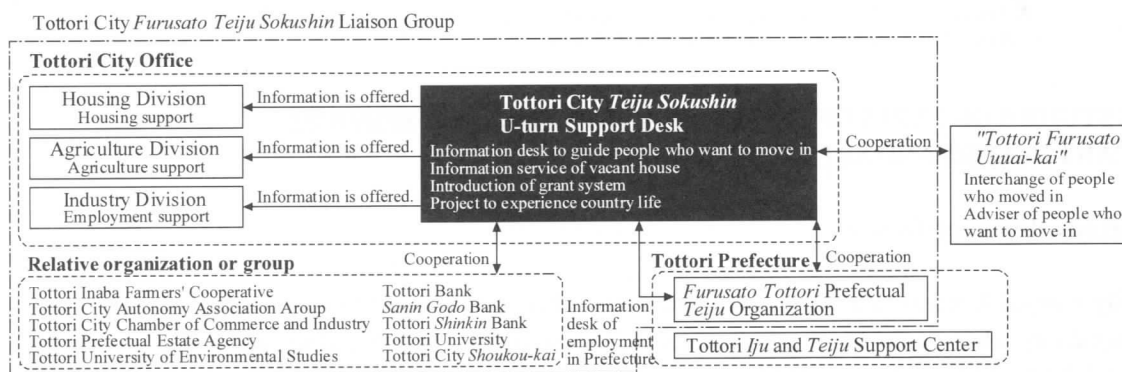 Tottori City Furusato Teiju Sokushin Liaison Group
Tottori City Office
Housing Division
Housing support
Information is offered.
Agriculture Division
Agriculture support
Information is offered.
Industry Division
Employment support
Information is offered.
Tottori City Teiju Sokushin
U-turn Support Desk
Information desk to guide people who want to move in
Information service of vacant house
Introduction of grant system
Project to experience country life
Cooperation
"Tottori Furusato
Uuuai-kai"
Interchange of people
who moved in
Adviser of people who
want to move in
Relative organization or group
Cooperation
Tottori Inaba Farmers' Cooperative
Tottori City Autonomy Association Aroup
Tottori City Chamber of Commerce and Industry
Tottori Prefectual Estate Agency
Tottori University of Environmental Studies
Tottori Bank
Sanin Godo Bank
Tottori Shinkin Bank
Tottori University
Tottori City Shoukou-kai
Information
desk of
employment
in Prefecture
Tottori Prefecture
Cooperation
Furusato Tottori Prefectual
Teiju Organization
Tottori Iju and Teiju Support Center